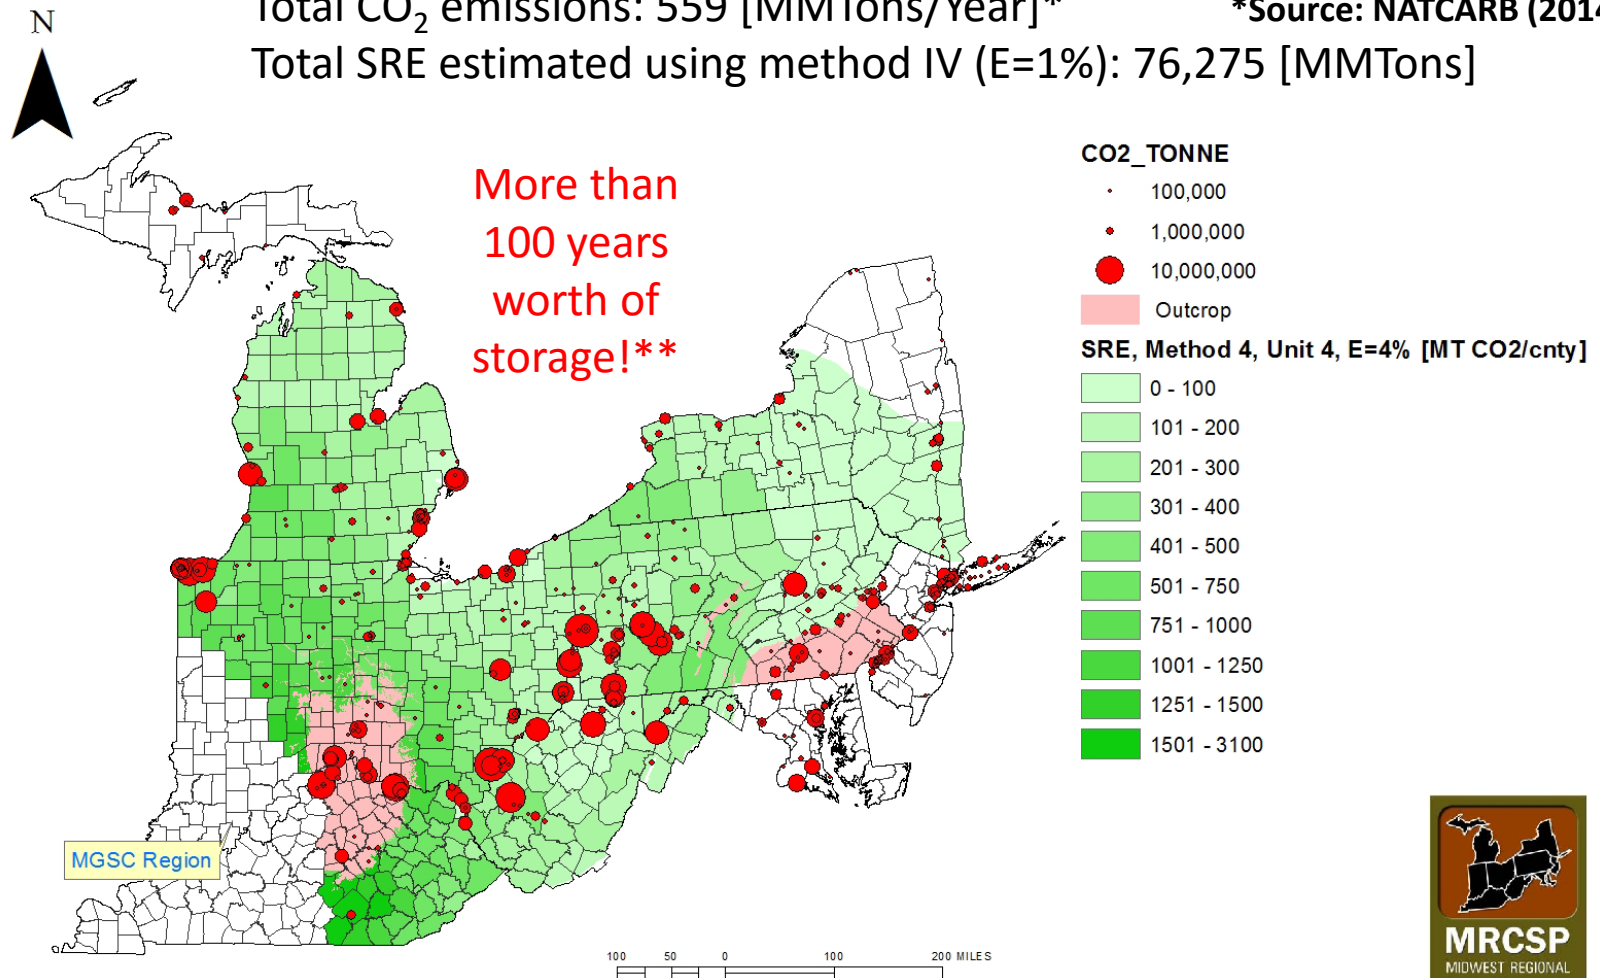 Total CO₂ emissions: 559 [MMTons/Year]*
*Source: NATCARB (2014
Total SRE estimated using method IV (E=1%): 76,275 [MMTons]
N
More than
100 years
worth of
storage!**
CO2_TONNE
100,000
1,000,000
10,000,000
Outcrop
SRE, Method 4, Unit 4, E=4% [MT CO2/cnty]
0 - 100
101 - 200
201 - 300
301 - 400
401 - 500
501 - 750
751 - 1000
1001 - 1250
1251 - 1500
1501 - 3100
MGSC Region
100 50 0 100 200 MILES
MRCSP
MIDWEST REGIONAL